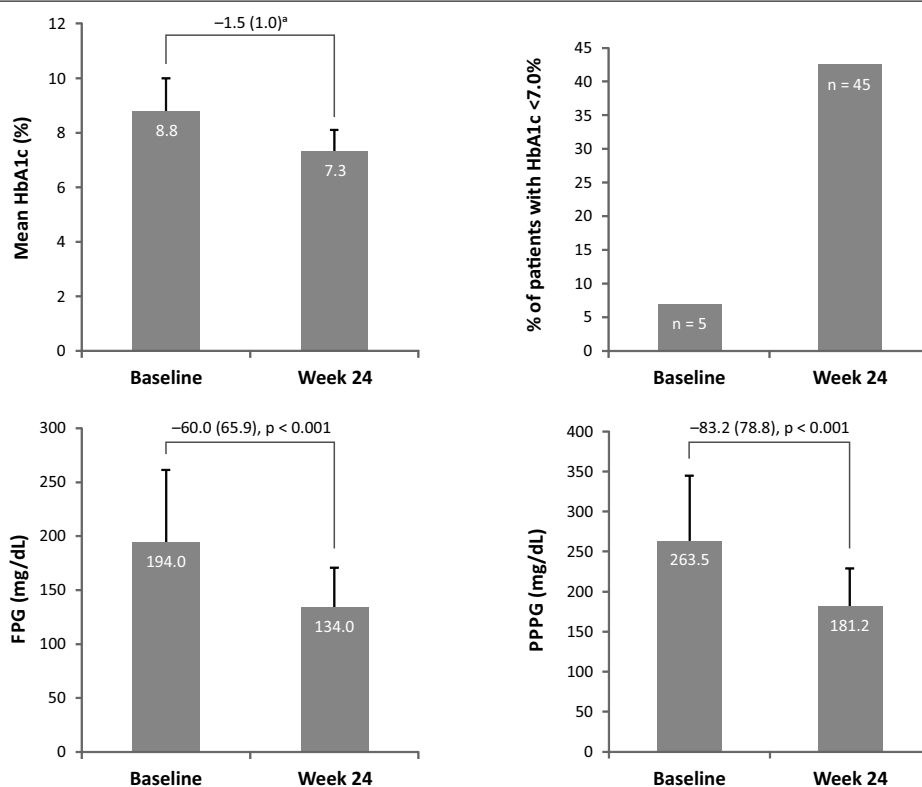 −1.5 (1.0)ᵃ
Mean HbA1c (%)
12
10
8
6
4
2
0
8.8
7.3
Baseline
Week 24
% of patients with HbA1c <7.0%
45
40
35
30
25
20
15
10
5
0
n = 5
n = 45
Baseline
Week 24
−60.0 (65.9), p < 0.001
FPG (mg/dL)
300
250
200
150
100
50
0
194.0
134.0
Baseline
Week 24
−83.2 (78.8), p < 0.001
PPPG (mg/dL)
400
350
300
250
200
150
100
50
0
263.5
181.2
Baseline
Week 24